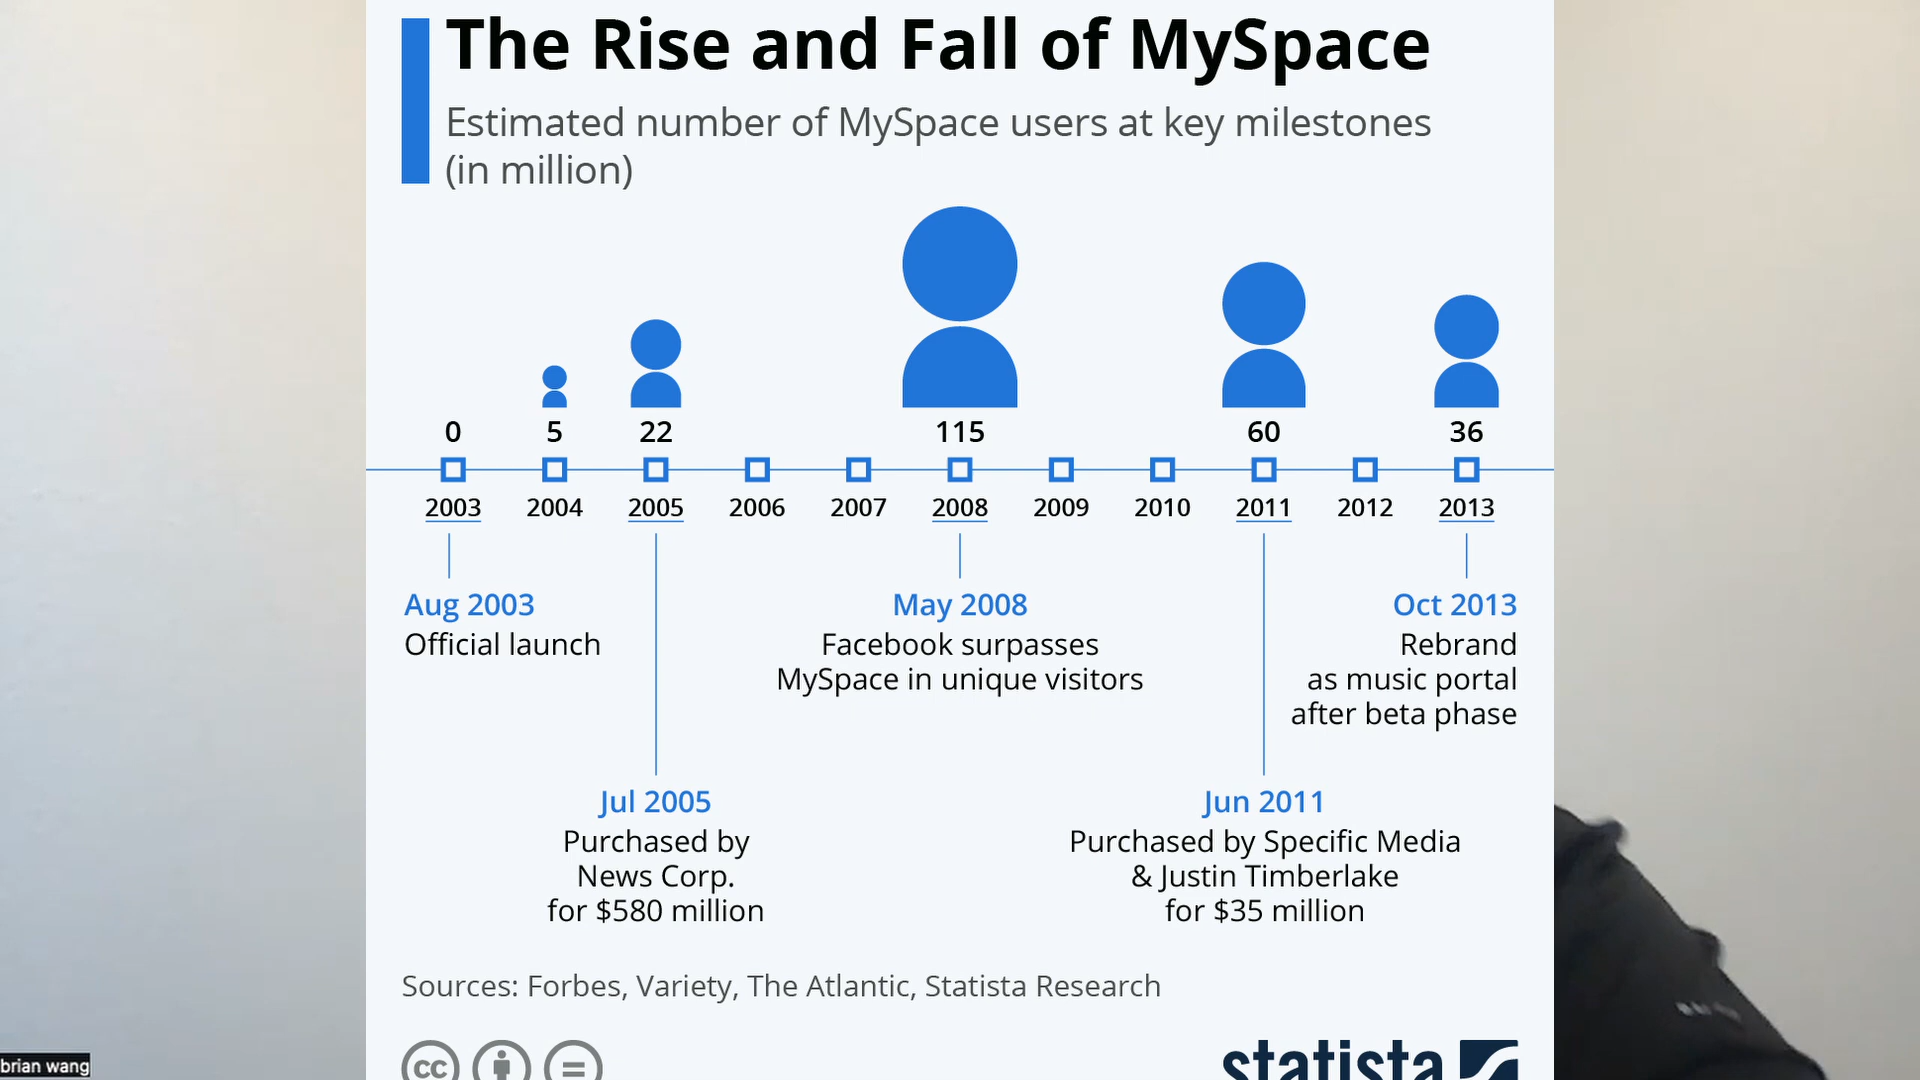 The Rise and Fall of MySpace
Estimated number of MySpace users at key milestones
(in million)
0 5 22 115 60 36
2003 2004 2005 2006 2007 2008 2009 2010 2011 2012 2013
Aug 2003
Official launch
May 2008
Facebook surpasses
MySpace in unique visitors
Oct 2013
Rebrand
as music portal
after beta phase
Jul 2005
Purchased by
News Corp.
for $580 million
Jun 2011
Purchased by Specific Media
& Justin Timberlake
for $35 million
Sources: Forbes, Variety, The Atlantic, Statista Research
cc
=
statista
brian wang